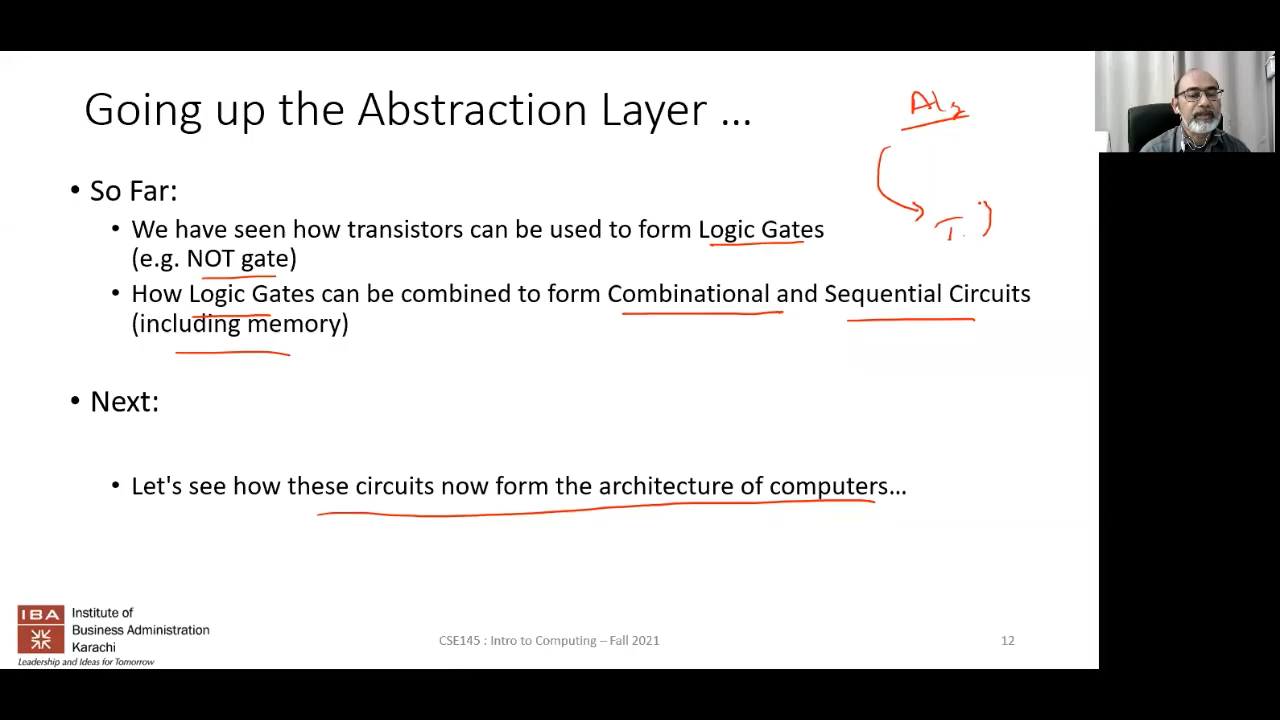 Going up the Abstraction Layer ...
Alg
• So Far:
• We have seen how transistors can be used to form Logic Gates
(e.g. NOT gate)
• How Logic Gates can be combined to form Combinational and Sequential Circuits
(including memory)
• Next:
• Let's see how these circuits now form the architecture of computers...
IBA
Institute of
Business Administration
Karachi
Leadership and Ideas for Tomorrow
CSE145 : Intro to Computing – Fall 2021
12